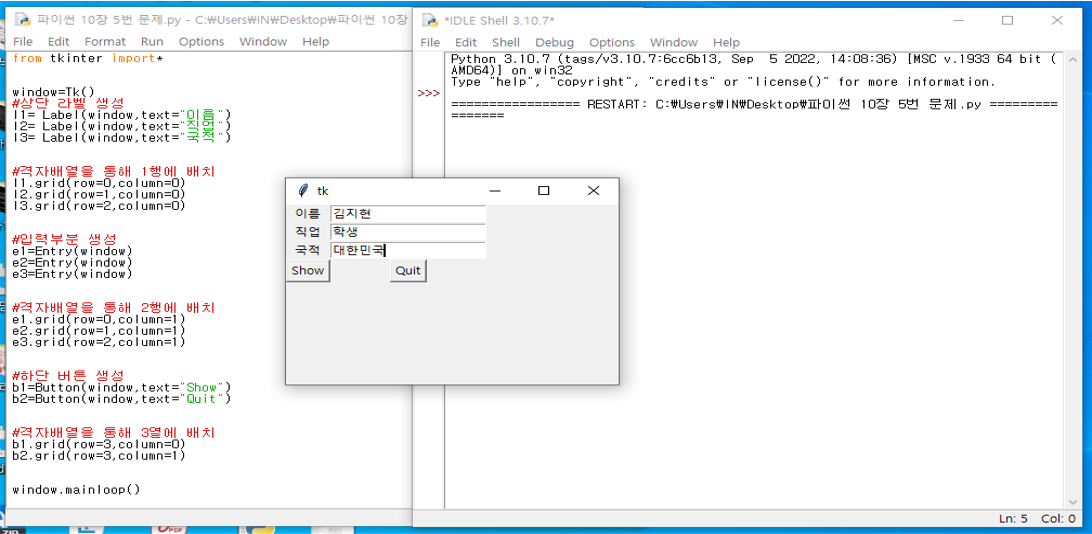 파이썬 10장 5번 문제.py - C:₩Users₩IN₩Desktop₩파이썬 10장
File Edit Format Run Options Window Help
from tkinter import*
window=Tk()
#상단 라벨 생성
l1= Label(window,text="이름")
l2= Label(window,text="직업")
l3= Label(window,text="국적")
#격자배열을 통해 1행에 배치
l1.grid(row=0,column=0)
l2.grid(row=1,column=0)
l3.grid(row=2,column=0)
#입력부분 생성
e1=Entry(window)
e2=Entry(window)
e3=Entry(window)
#격자배열을 통해 2행에 배치
e1.grid(row=0,column=1)
e2.grid(row=1,column=1)
e3.grid(row=2,column=1)
#하단 버튼 생성
b1=Button(window,text="Show")
b2=Button(window,text="Quit")
#격자배열을 통해 3열에 배치
b1.grid(row=3,column=0)
b2.grid(row=3,column=1)
window.mainloop()
*IDLE Shell 3.10.7*
File Edit Shell Debug Options Window Help
Python 3.10.7 (tags/v3.10.7:6cc6b13, Sep 5 2022, 14:08:36) [MSC v.1933 64 bit (
AMD64)] on win32
Type "help", "copyright", "credits" or "license()" for more information.
>>>
================= RESTART: C:₩Users₩IN₩Desktop₩파이썬 10장 5번 문제.py =========
=======
tk
이름 김지현
직업 학생
국적 대한민국
Show Quit
Ln: 5 Col: 0